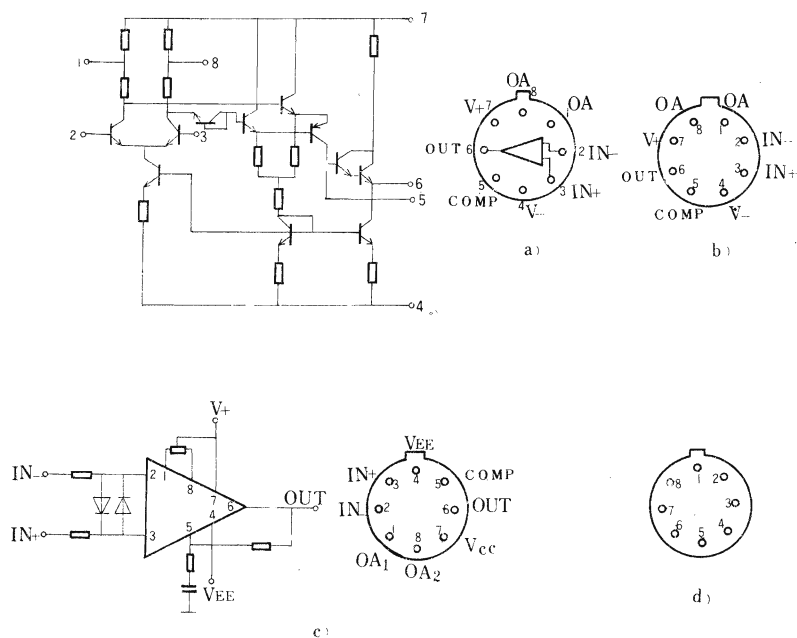 7
1
8
2
3
6
5
4
OA
8
V+ 7
1 OA
OUT 6
2 IN-
5
COMP
4
V-
3 IN+
a)
OA
OA
8
1
V+
7
2
IN-
OUT
6
3
IN+
5
4
COMP
V-
b)
V+
IN-
2
1
8
7
4
6
OUT
IN+
3
5
VEE
VEE
IN+
3
4
5
COMP
IN-
2
6
OUT
1
8
7
Vcc
OA1
OA2
c)
1
8
2
7
3
6
5
4
d)